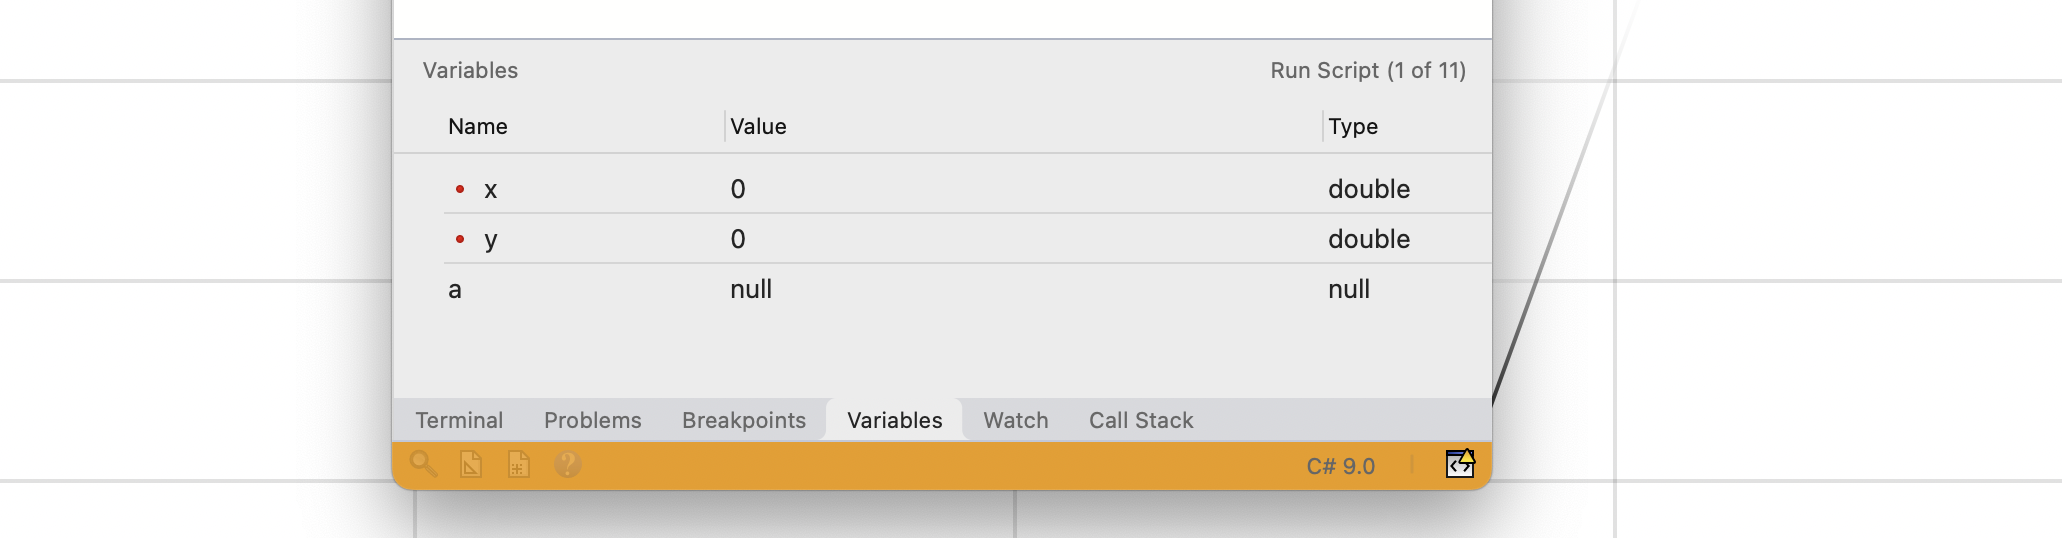 Variables Run Script (1 of 11)
Name Value Type
x 0 double
y 0 double
a null null
Terminal Problems Breakpoints Variables Watch Call Stack
C# 9.0